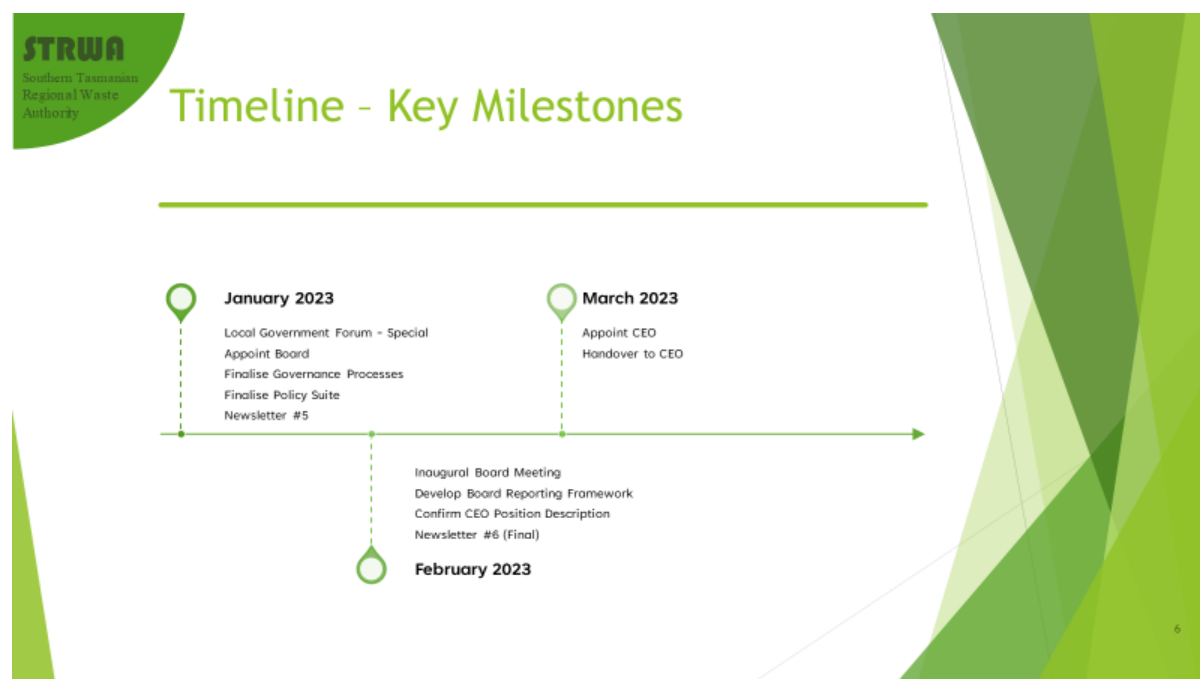 STRWA
Southern Tasmanian
Regional Waste
Authority
Timeline – Key Milestones
January 2023
Local Government Forum - Special
Appoint Board
Finalise Governance Processes
Finalise Policy Suite
Newsletter #5
March 2023
Appoint CEO
Handover to CEO
Inaugural Board Meeting
Develop Board Reporting Framework
Confirm CEO Position Description
Newsletter #6 (Final)
February 2023
6